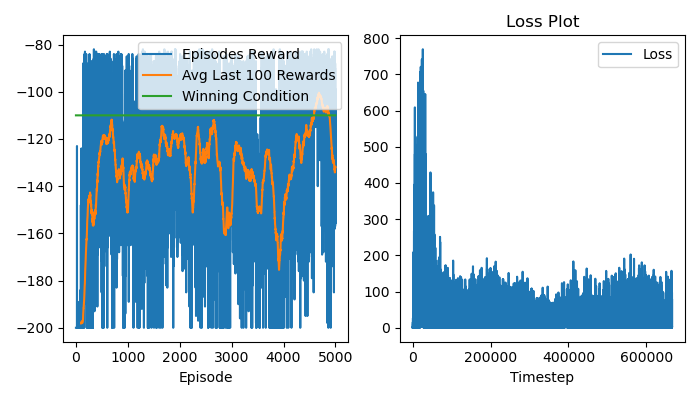 Loss Plot
Episodes Reward
Avg Last 100 Rewards
Winning Condition
Loss
−80
−100
−120
−140
−160
−180
−200
0 1000 2000 3000 4000 5000
Episode
800
700
600
500
400
300
200
100
0
0 200000 400000 600000
Timestep